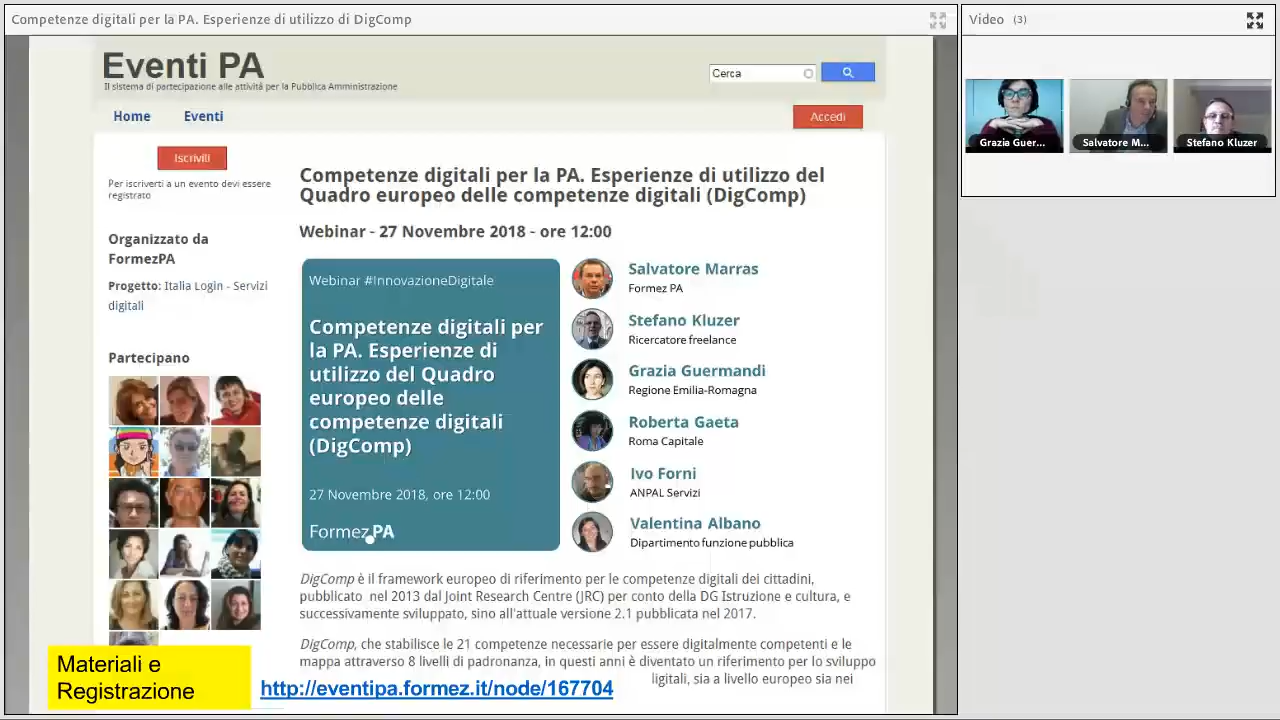 Competenze digitali per la PA. Esperienze di utilizzo di DigComp
Video (3)
Eventi PA
Il sistema di partecipazione alle attività per la Pubblica Amministrazione
Cerca
Home Eventi
Accedi
Iscriviti
Per iscriverti a un evento devi essere
registrato
Organizzato da
FormezPA
Progetto: Italia Login - Servizi
digitali
Partecipano
Competenze digitali per la PA. Esperienze di utilizzo del
Quadro europeo delle competenze digitali (DigComp)
Webinar - 27 Novembre 2018 - ore 12:00
Webinar #InnovazioneDigitale
Competenze digitali per
la PA. Esperienze di
utilizzo del Quadro
europeo delle
competenze digitali
(DigComp)
27 Novembre 2018, ore 12:00
FormezPA
Salvatore Marras
Formez PA
Stefano Kluzer
Ricercatore freelance
Grazia Guermandi
Regione Emilia-Romagna
Roberta Gaeta
Roma Capitale
Ivo Forni
ANPAL Servizi
Valentina Albano
Dipartimento funzione pubblica
DigComp è il framework europeo di riferimento per le competenze digitali dei cittadini,
pubblicato nel 2013 dal Joint Research Centre (JRC) per conto della DG Istruzione e cultura, e
successivamente sviluppato, sino all'attuale versione 2.1 pubblicata nel 2017.
DigComp, che stabilisce le 21 competenze necessarie per essere digitalmente competenti e le
mappa attraverso 8 livelli di padronanza, in questi anni è diventato un riferimento per lo sviluppo
ligitali, sia a livello europeo sia nei
Materiali e
Registrazione
http://eventipa.formez.it/node/167704
Grazia Guer...
Salvatore M...
Stefano Kluzer